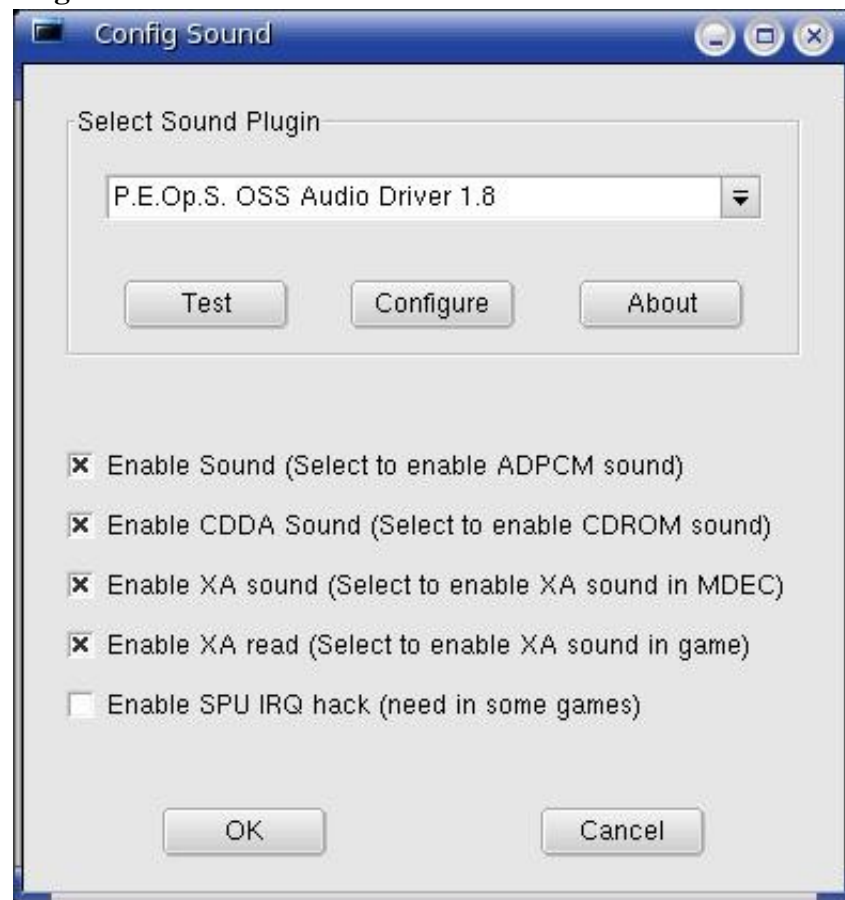 Config Sound
Select Sound Plugin
P.E.Op.S. OSS Audio Driver 1.8
Test Configure About
Enable Sound (Select to enable ADPCM sound)
Enable CDDA Sound (Select to enable CDROM sound)
Enable XA sound (Select to enable XA sound in MDEC)
Enable XA read (Select to enable XA sound in game)
Enable SPU IRQ hack (need in some games)
OK Cancel